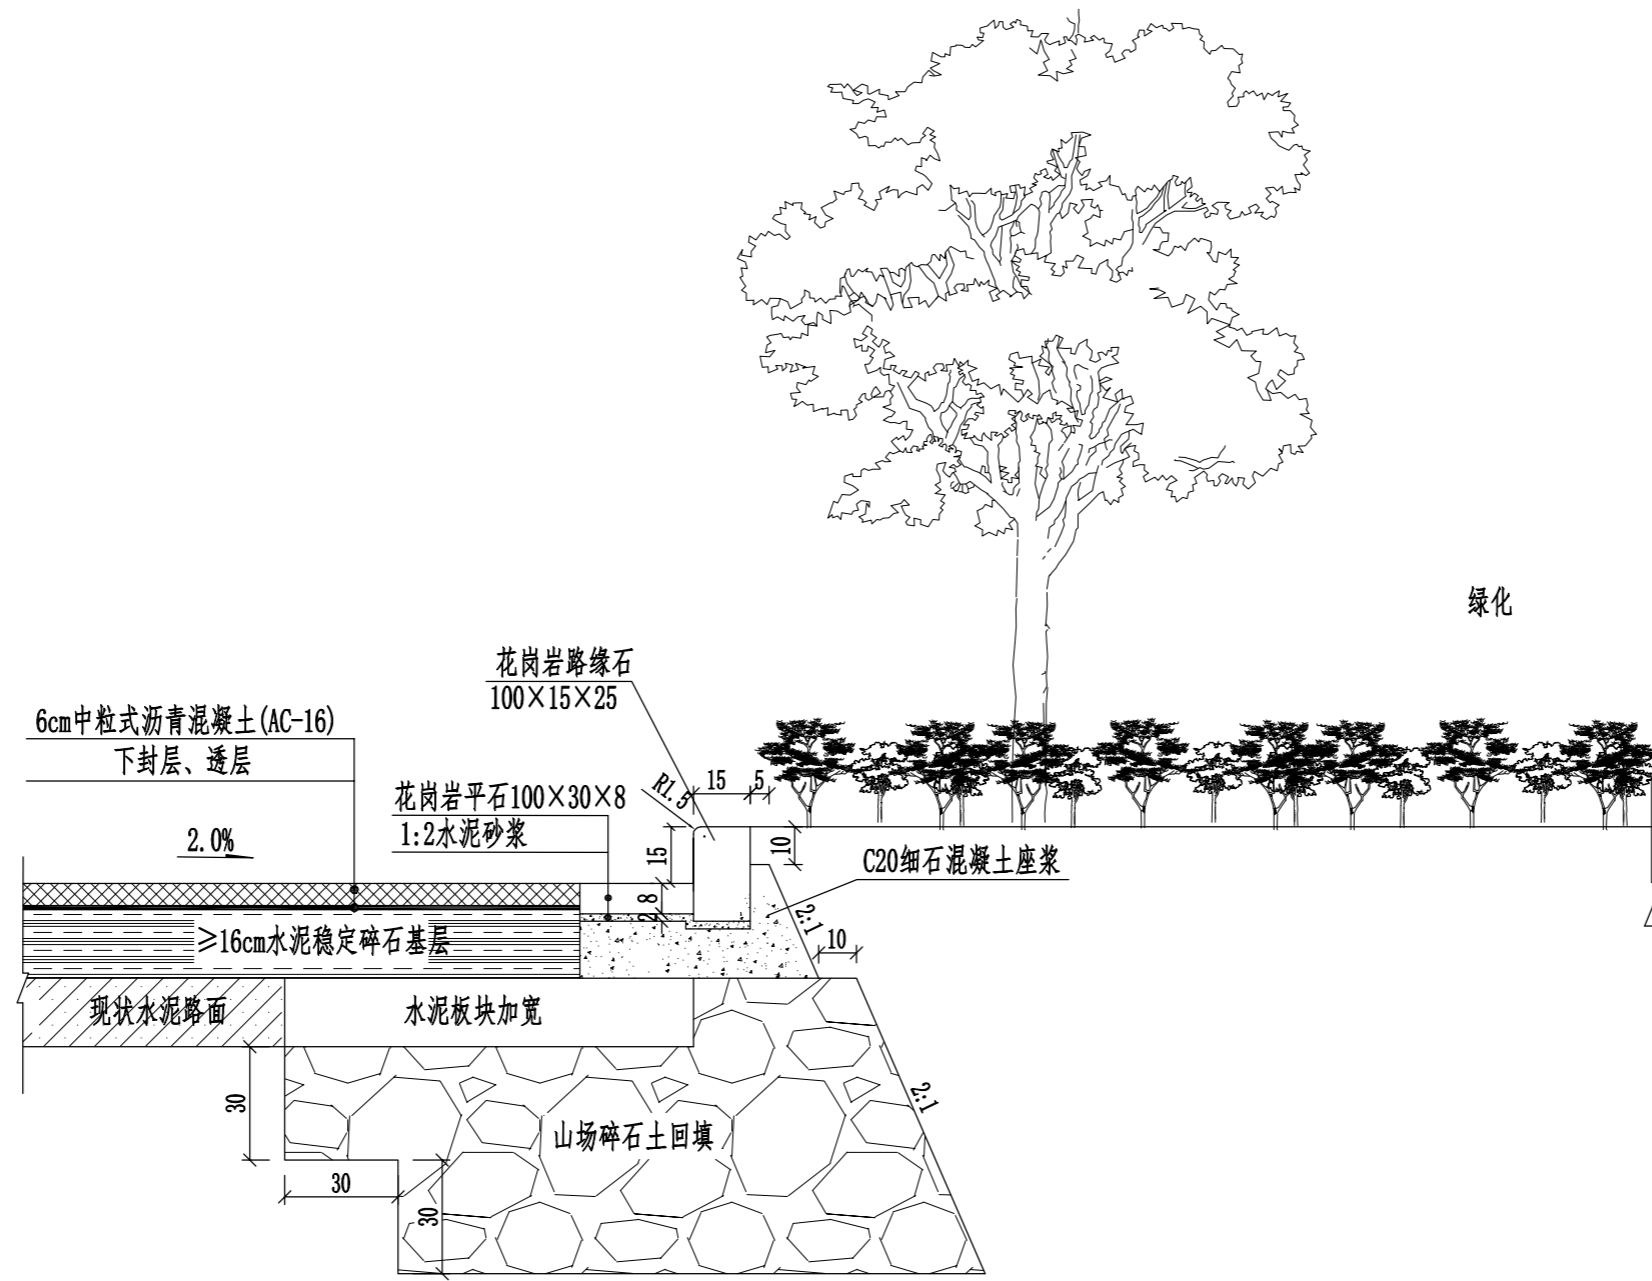 绿化
花岗岩路缘石
100×15×25
6cm中粒式沥青混凝土(AC-16)
下封层、透层
花岗岩平石100×30×8
1:2水泥砂浆
R1.5
15
5
2.0%
15
10
C20细石混凝土座浆
8
2
2:1
10
≥16cm水泥稳定碎石基层
现状水泥路面
水泥板块加宽
30
2:1
山场碎石土回填
30
30